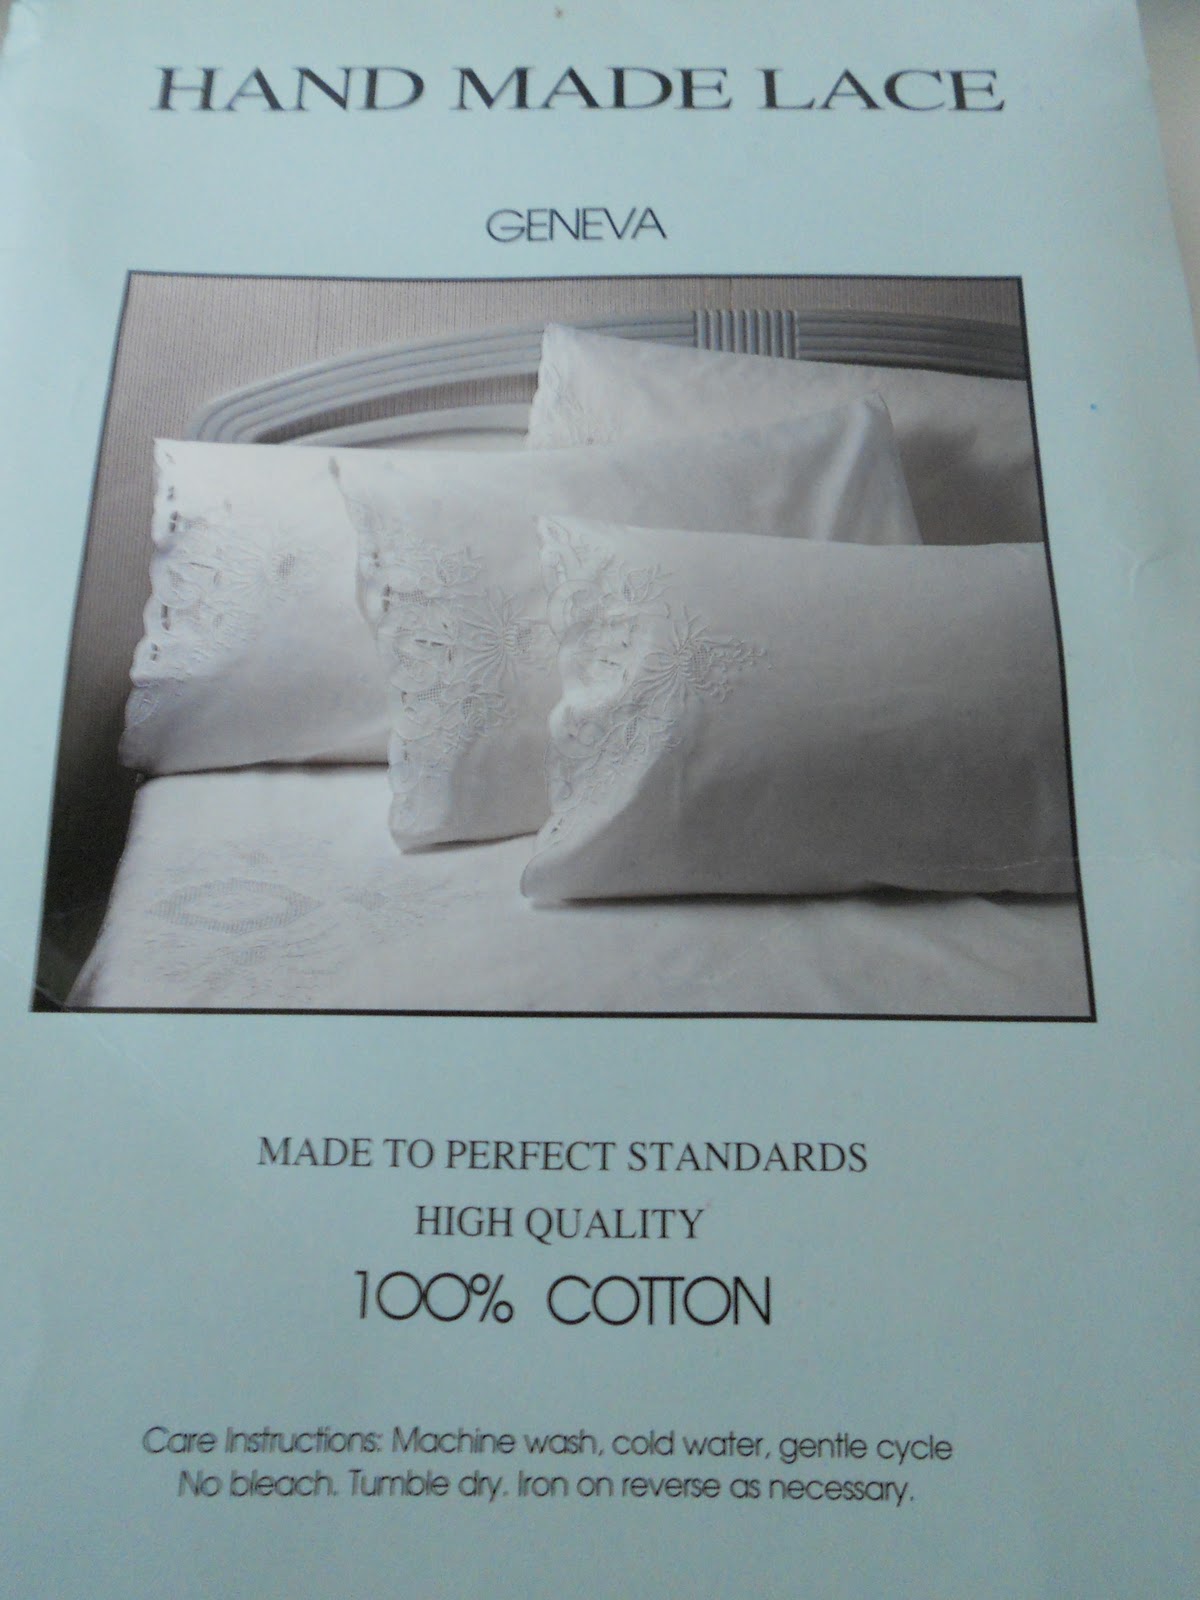 HAND MADE LACE
GENEVA
MADE TO PERFECT STANDARDS
HIGH QUALITY
100% COTTON
Care Instructions: Machine wash, cold water, gentle cycle
No bleach. Tumble dry. Iron on reverse as necessary.